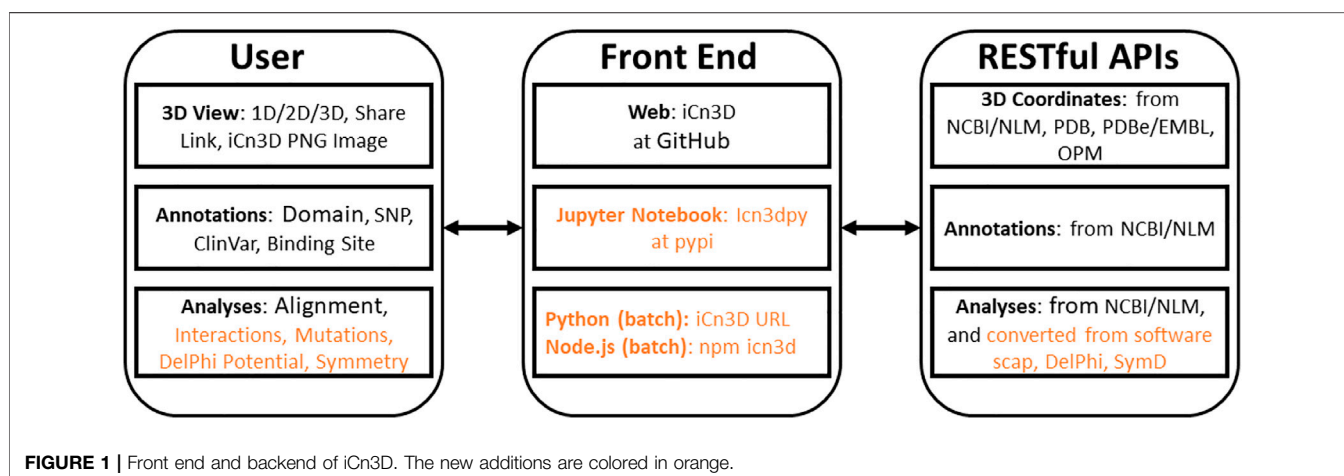 User
3D View: 1D/2D/3D, Share
Link, iCn3D PNG Image
Annotations: Domain, SNP,
ClinVar, Binding Site
Analyses: Alignment,
Interactions, Mutations,
DelPhi Potential, Symmetry
Front End
Web: iCn3D
at GitHub
Jupyter Notebook: Icn3dpy
at pypi
Python (batch): iCn3D URL
Node.js (batch): npm icn3d
RESTful APIs
3D Coordinates: from
NCBI/NLM, PDB, PDBe/EMBL,
OPM
Annotations: from NCBI/NLM
Analyses: from NCBI/NLM,
and converted from software
scap, DelPhi, SymD
FIGURE 1 | Front end and backend of iCn3D. The new additions are colored in orange.